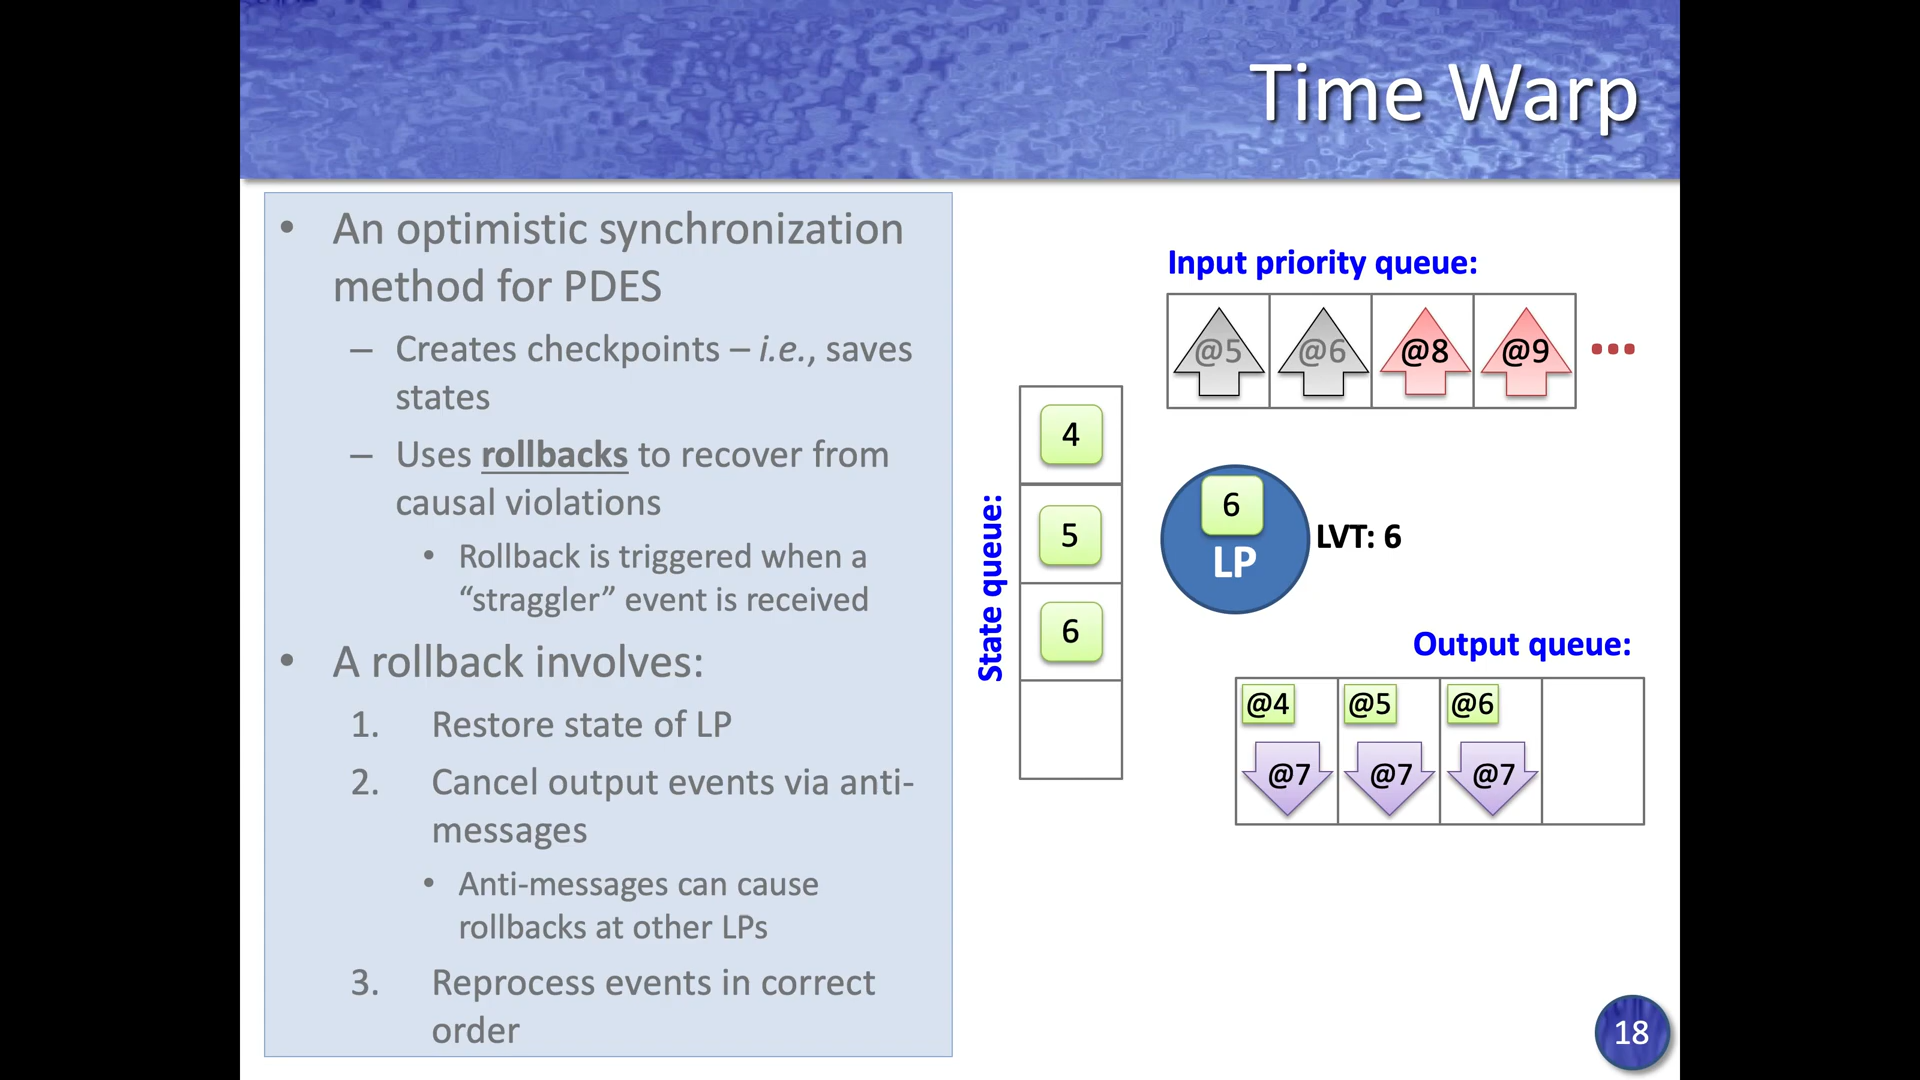 Time Warp
• An optimistic synchronization
method for PDES
– Creates checkpoints – i.e., saves
states
– Uses rollbacks to recover from
causal violations
• Rollback is triggered when a
“straggler” event is received
• A rollback involves:
1. Restore state of LP
2. Cancel output events via anti-
messages
• Anti-messages can cause
rollbacks at other LPs
3. Reprocess events in correct
order
Input priority queue:
@5 @6 @8 @9 ...
State queue:
4
5
6
6
LP
LVT: 6
Output queue:
@4 @5 @6
@7 @7 @7
18